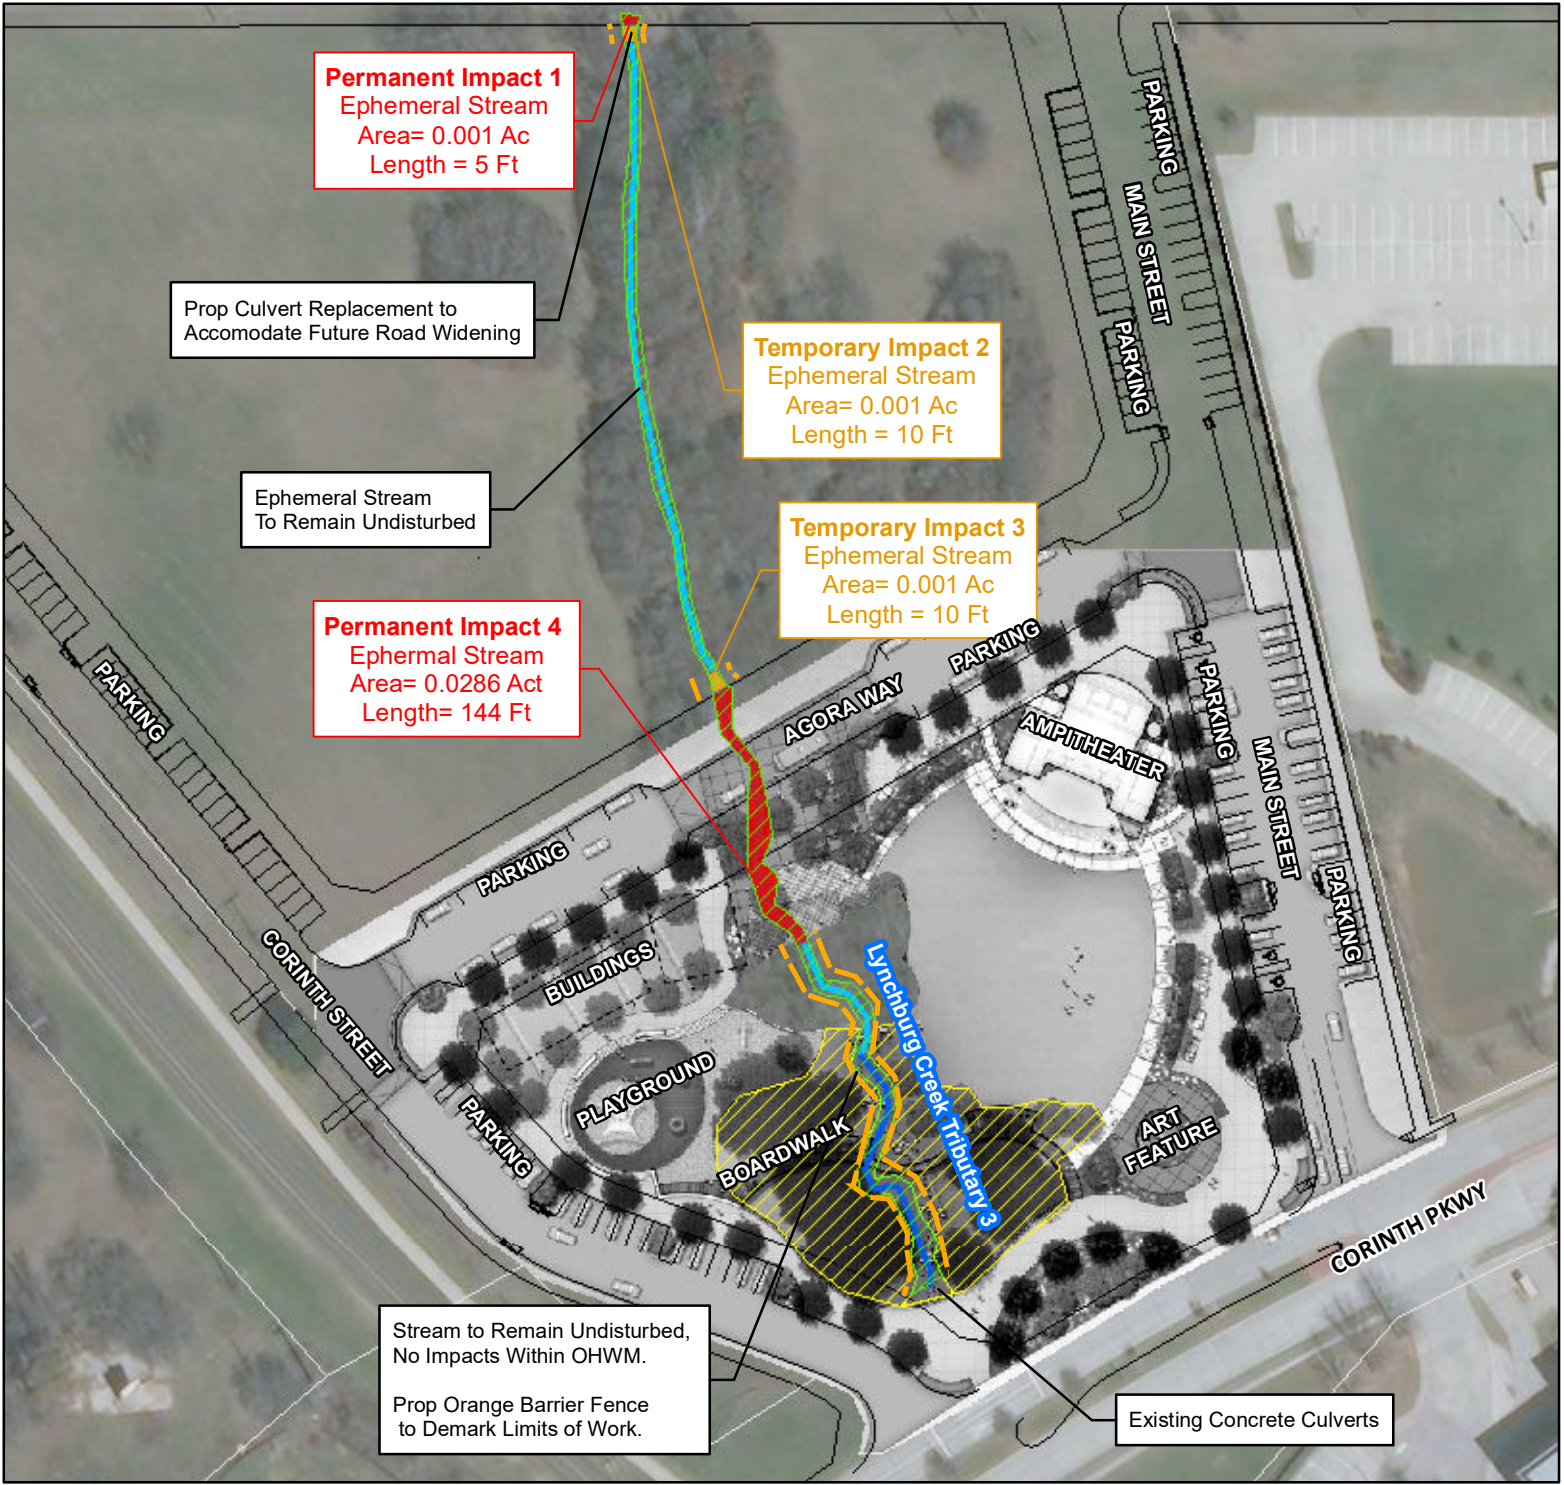 Permanent Impact 1
Ephemeral Stream
Area= 0.001 Ac
Length = 5 Ft
PARKING
MAIN STREET
PARKING
Prop Culvert Replacement to
Accomodate Future Road Widening
Temporary Impact 2
Ephemeral Stream
Area= 0.001 Ac
Length = 10 Ft
Ephemeral Stream
To Remain Undisturbed
Temporary Impact 3
Ephemeral Stream
Area= 0.001 Ac
Length = 10 Ft
Permanent Impact 4
Ephermal Stream
Area= 0.0286 Act
Length= 144 Ft
PARKING
PARKING
AGORA WAY
PARKING
AMPITHEATER
MAIN STREET
PARKING
PARKING
PARKING
BUILDINGS
CORINTH STREET
Lynchburg Creek Tributary 3
PLAYGROUND
PARKING
BOARDWALK
ART
FEATURE
CORINTH PKWY
Stream to Remain Undisturbed,
No Impacts Within OHWM.
Prop Orange Barrier Fence
to Demark Limits of Work.
Existing Concrete Culverts